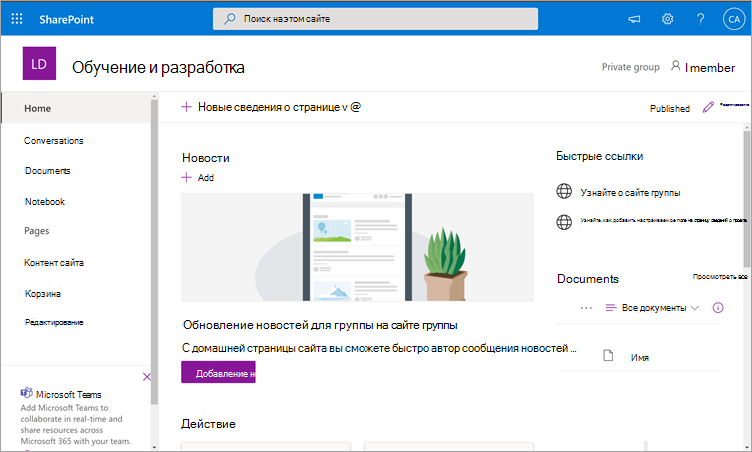 SharePoint
Поиск на этом сайте
CA
LD
Обучение и разработка
Private group
I member
Home
Новые сведения о странице v @
Published
Редактирование
Conversations
Documents
Notebook
Pages
Контент сайта
Корзина
Редактирование
Новости
Add
Обновление новостей для группы на сайте группы
С домашней страницы сайта вы сможете быстро автор сообщения новостей ...
Добавление н
Действие
Быстрые ссылки
Узнайте о сайте группы
Узнайте, как добавить настраиваемое поле на страницу сведений о проекте.
Documents
Просмотреть все
Все документы
Имя
Microsoft Teams
Add Microsoft Teams to
collaborate in real-time and
share resources across
Microsoft 365 with your team.